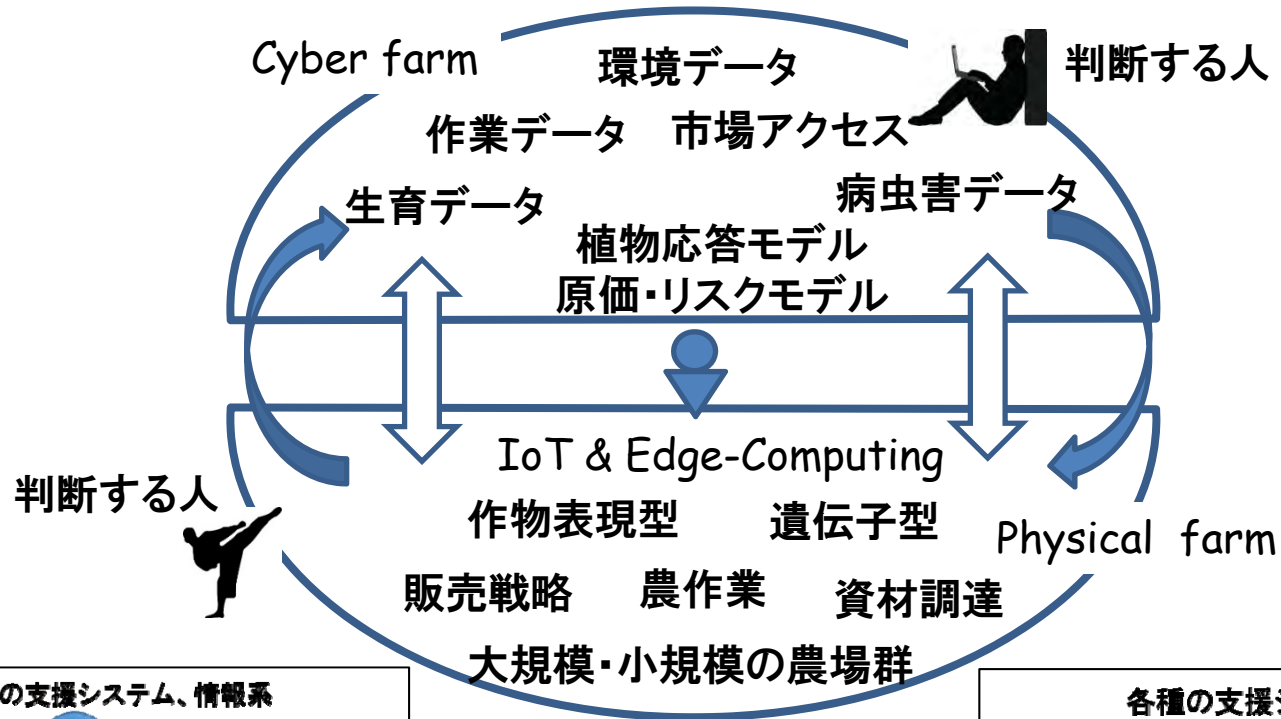 Cyber farm
環境データ
判断する人
作業データ 市場アクセス
生育データ
病虫害データ
植物応答モデル
原価・リスクモデル
IoT & Edge-Computing
判断する人
作物表現型 遺伝子型
Physical farm
販売戦略 農作業 資材調達
大規模・小規模の農場群
の支援システム、情報系
各種の支援